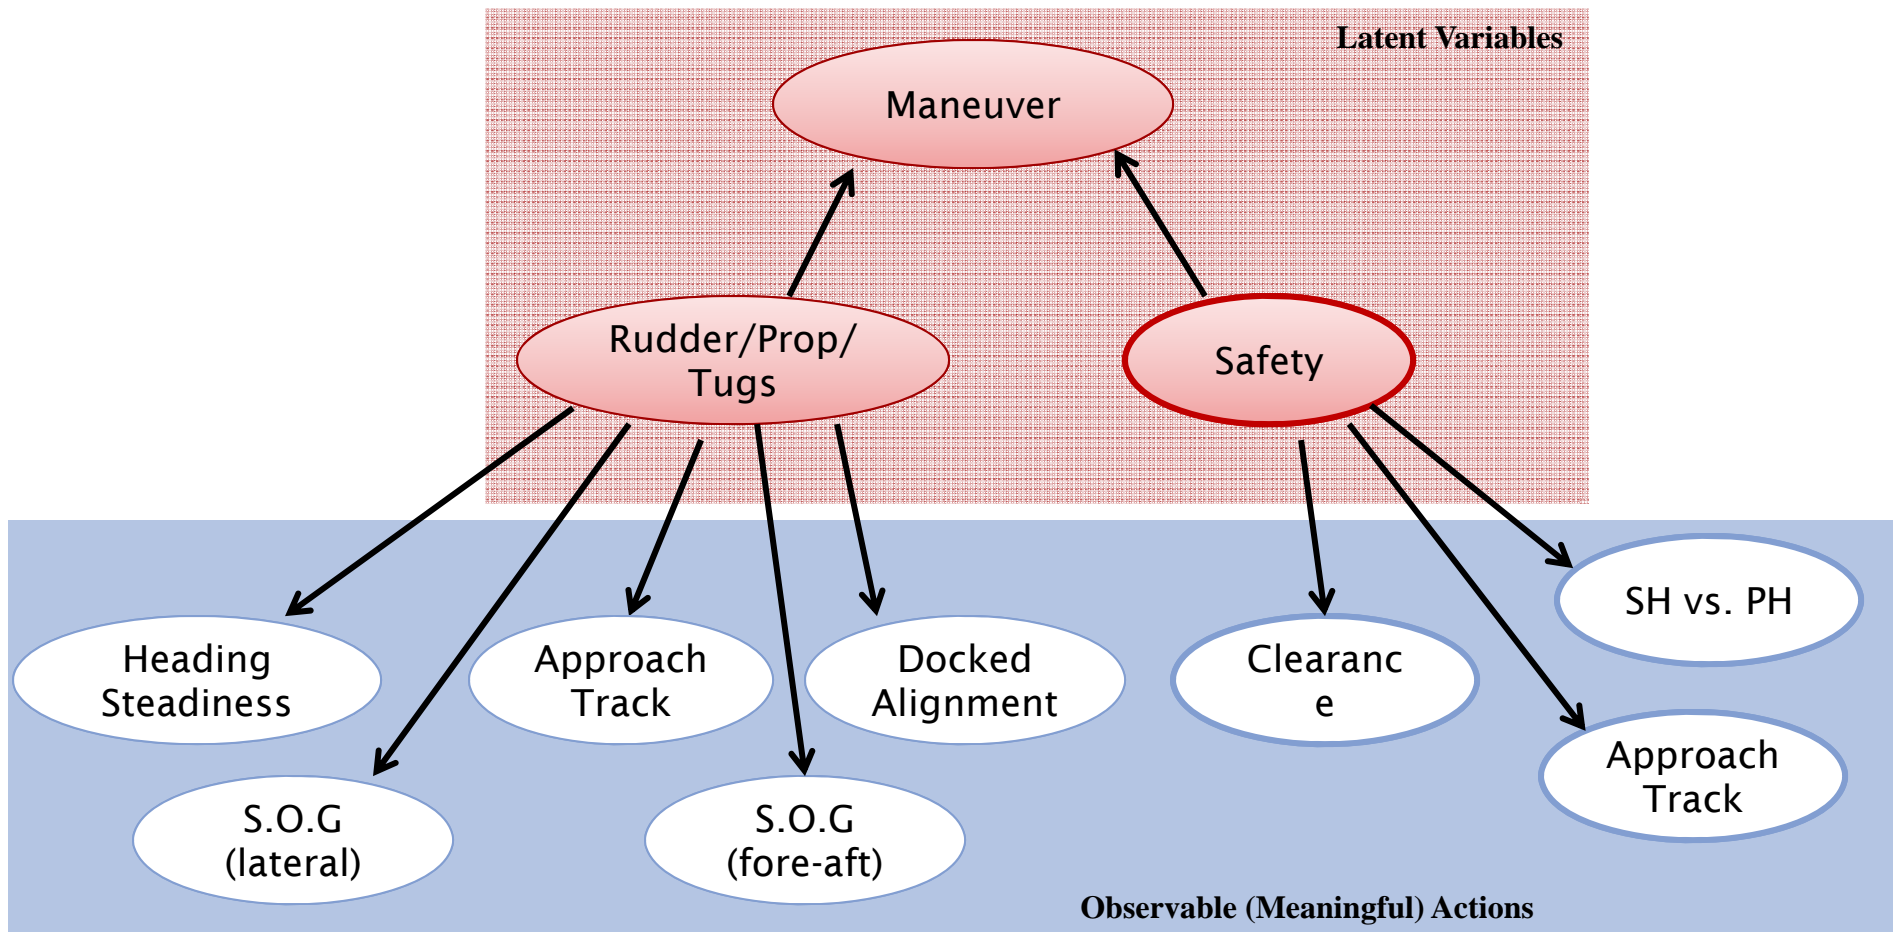 Latent Variables
Maneuver
Rudder/Prop/
Tugs
Safety
SH vs. PH
Heading
Steadiness
Approach
Track
Docked
Alignment
Clearanc
e
Approach
Track
S.O.G
(lateral)
S.O.G
(fore-aft)
Observable (Meaningful) Actions